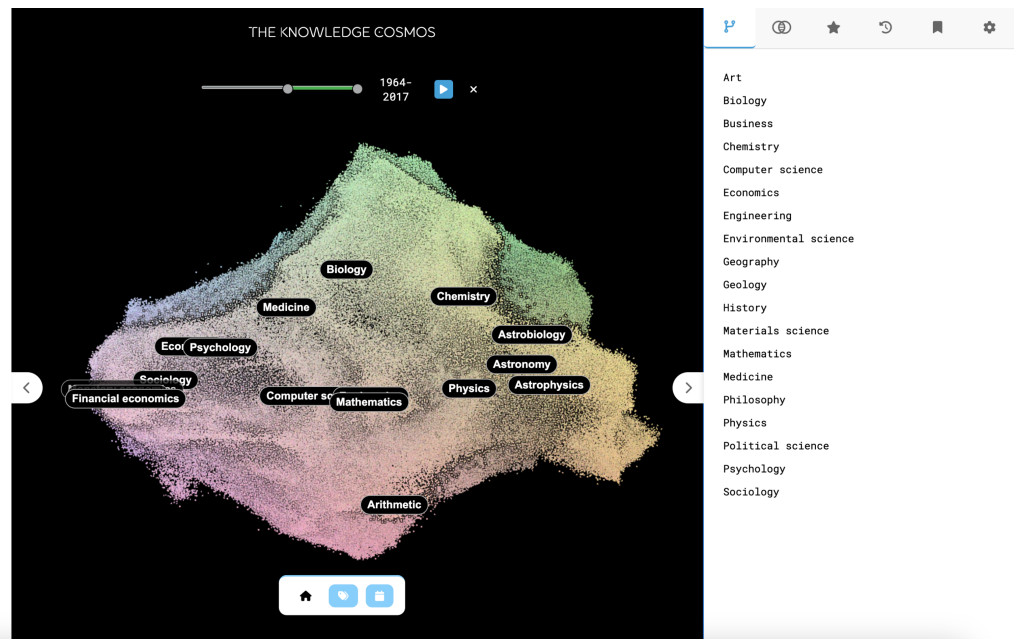 THE KNOWLEDGE COSMOS
1964-
2017
Biology
Chemistry
Medicine
Astrobiology
Psychology
Astronomy
Sociology
Astrophysics
Physics
Financial economics
Computer
Mathematics
Arithmetic
Art
Biology
Business
Chemistry
Computer science
Economics
Engineering
Environmental science
Geography
Geology
History
Materials science
Mathematics
Medicine
Philosophy
Physics
Political science
Psychology
Sociology